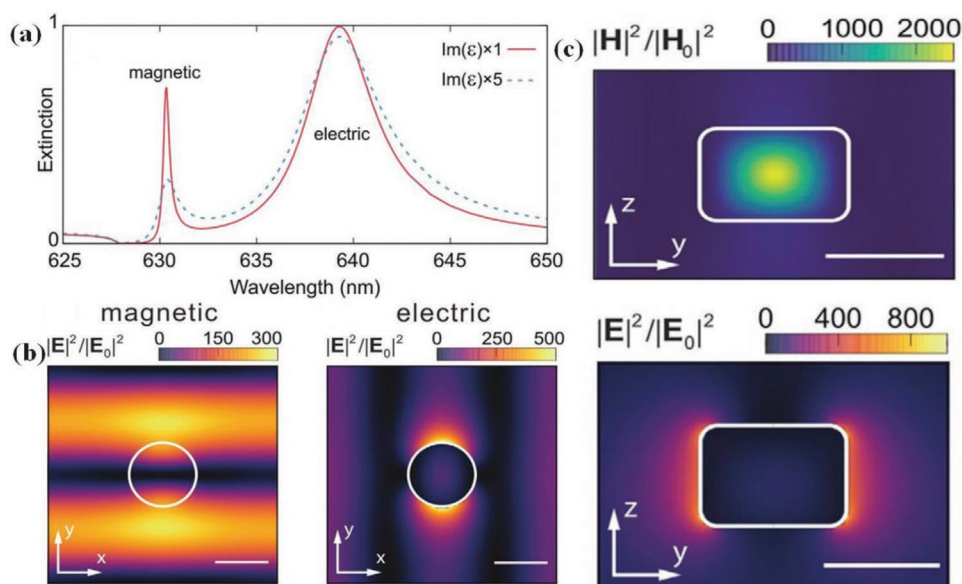 (a)
1
Im(ε)×1
Im(ε)×5
magnetic
electric
Extinction
0
625 630 635 640 645 650
Wavelength (nm)
(c)
|H|²/|H₀|²
0 1000 2000
z
y
(b)
magnetic
|E|²/|E₀|²
0 150 300
y
x
electric
|E|²/|E₀|²
0 250 500
y
x
|E|²/|E₀|²
0 400 800
z
y